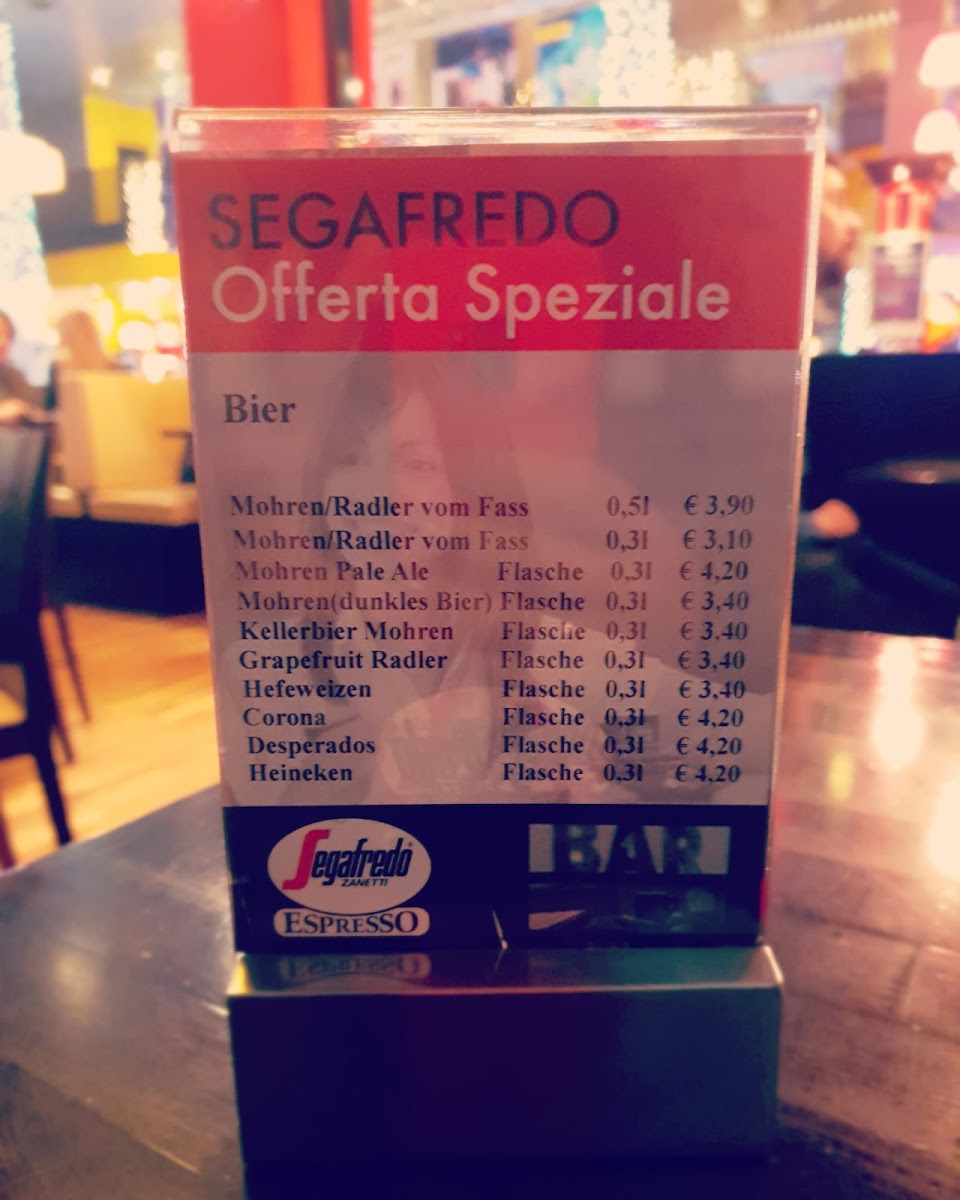 SEGAFREDO
Offerta Speziale
Bier
Mohren/Radler vom Fass 0,5l € 3,90
Mohren/Radler vom Fass 0,3l € 3,10
Mohren Pale Ale Flasche 0,3l € 4,20
Mohren(dunkles Bier) Flasche 0,3l € 3,40
Kellerbier Mohren Flasche 0,3l € 3,40
Grapefruit Radler Flasche 0,3l € 3,40
Hefeweizen Flasche 0,3l € 3,40
Corona Flasche 0,3l € 4,20
Desperados Flasche 0,3l € 4,20
Heineken Flasche 0,3l € 4,20
Segafredo
ZANETTI
ESPRESSO
BAR